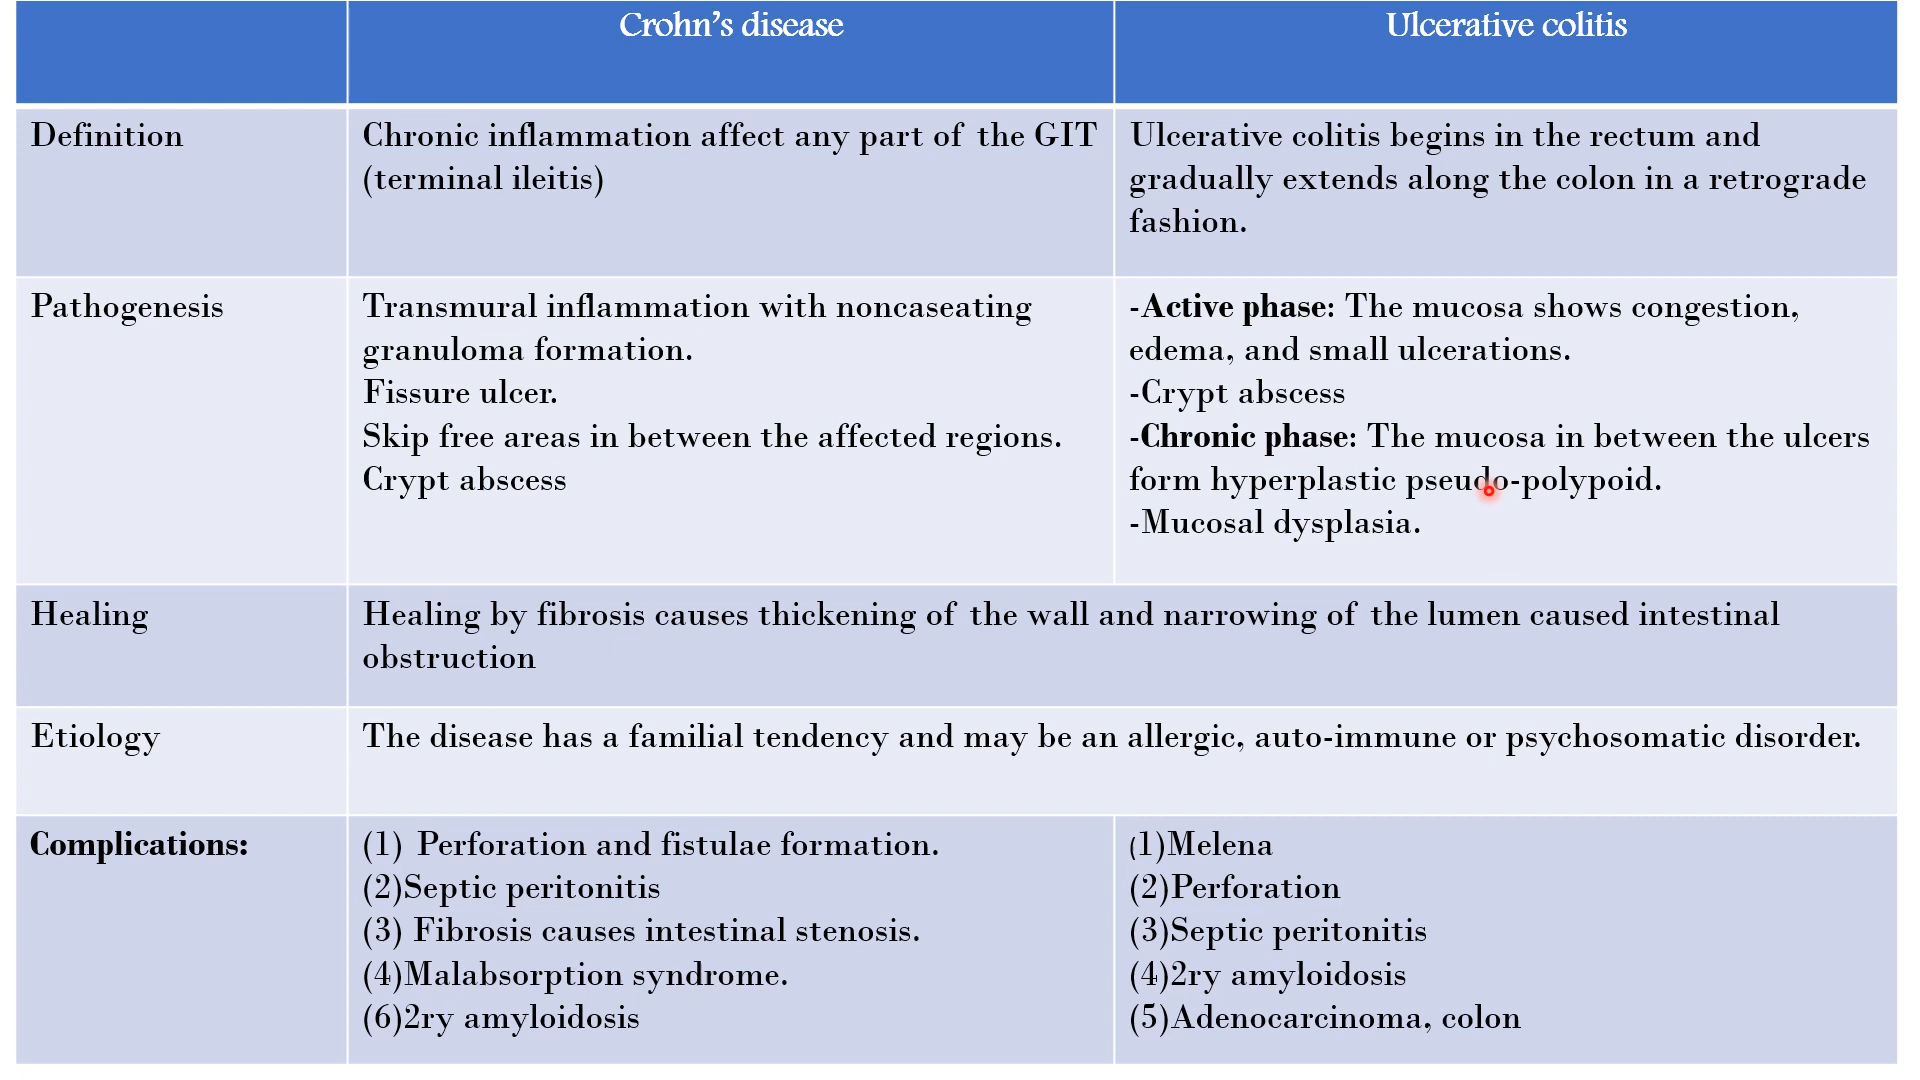 Crohn's disease
Ulcerative colitis
Definition
Chronic inflammation affect any part of the GIT
(terminal ileitis)
Ulcerative colitis begins in the rectum and
gradually extends along the colon in a retrograde
fashion.
Pathogenesis
Transmural inflammation with noncaseating
granuloma formation.
Fissure ulcer.
Skip free areas in between the affected regions.
Crypt abscess
-Active phase: The mucosa shows congestion,
edema, and small ulcerations.
-Crypt abscess
-Chronic phase: The mucosa in between the ulcers
form hyperplastic pseudo-polypoid.
-Mucosal dysplasia.
Healing
Healing by fibrosis causes thickening of the wall and narrowing of the lumen caused intestinal
obstruction
Etiology
The disease has a familial tendency and may be an allergic, auto-immune or psychosomatic disorder.
Complications:
(1) Perforation and fistulae formation.
(2)Septic peritonitis
(3) Fibrosis causes intestinal stenosis.
(4)Malabsorption syndrome.
(6)2ry amyloidosis
(1)Melena
(2)Perforation
(3)Septic peritonitis
(4)2ry amyloidosis
(5)Adenocarcinoma, colon